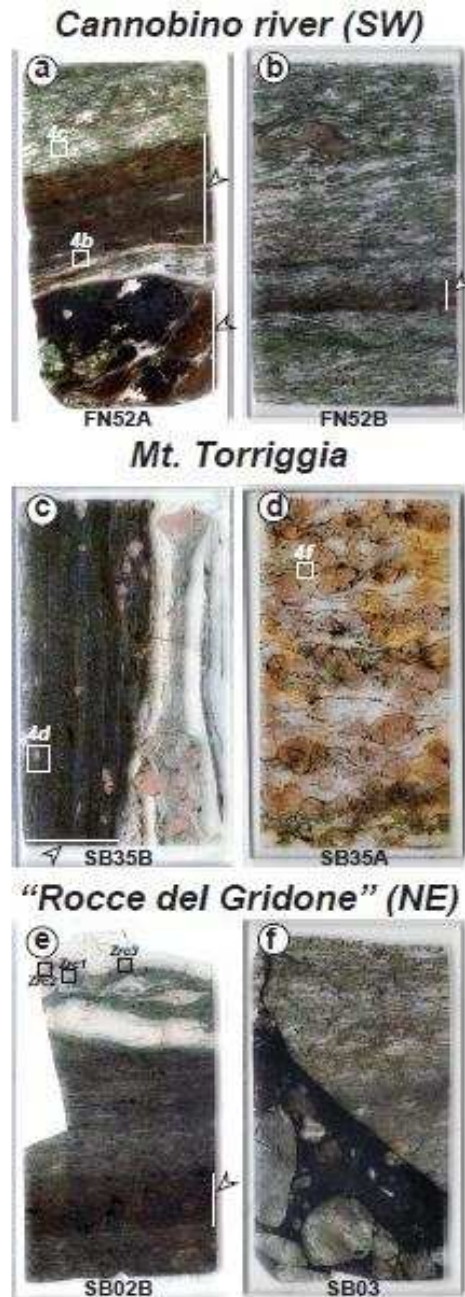 Cannobino river (SW)
a
b
4c
4b
FN52A
FN52B
Mt. Torriggia
c
d
4f
4d
SB35B
SB35A
“Rocce del Gridone” (NE)
e
f
Zrc2
Zrc1
Zrc3
SB02B
SB03